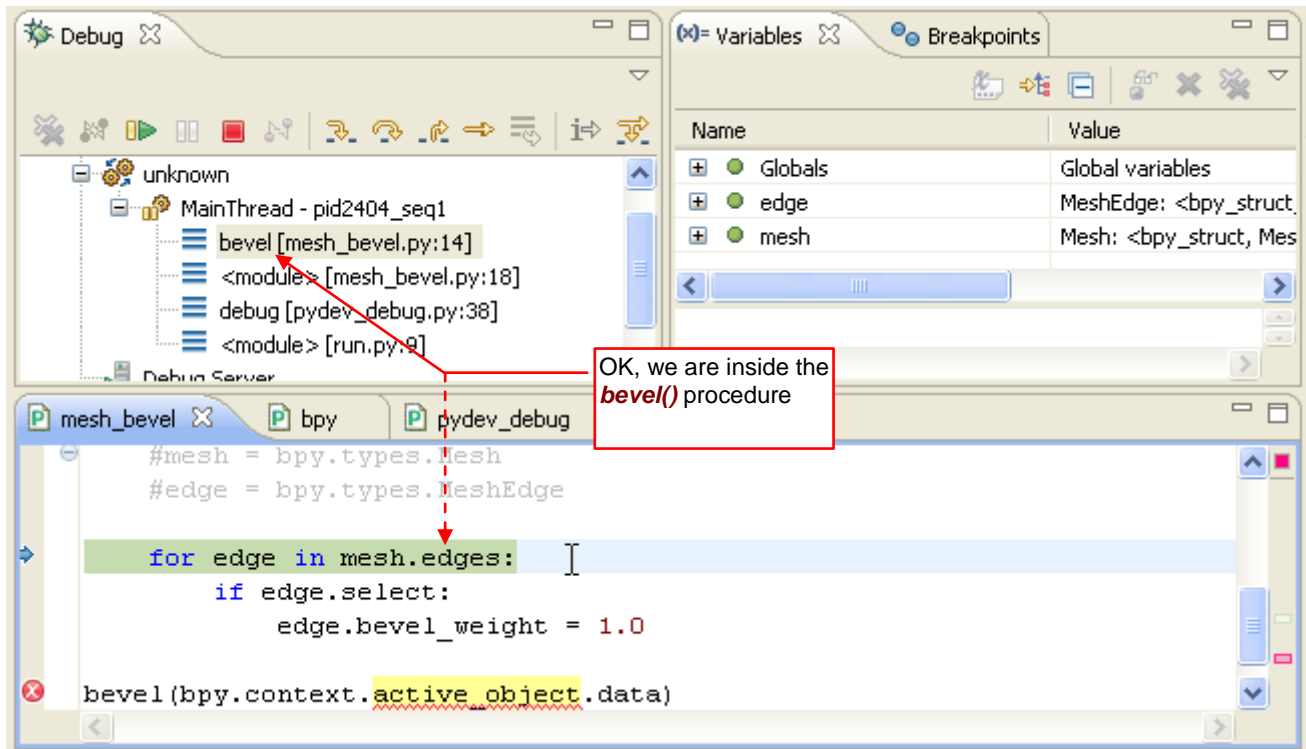 Debug
Variables
Breakpoints
Name Value
Globals Global variables
edge MeshEdge: <bpy_struct,
mesh Mesh: <bpy_struct, Mes
unknown
MainThread - pid2404_seq1
bevel [mesh_bevel.py:14]
<module> [mesh_bevel.py:18]
debug [pydev_debug.py:38]
<module> [run.py:9]
Debug Server
OK, we are inside the
bevel() procedure
mesh_bevel bpy pydev_debug
#mesh = bpy.types.Mesh
#edge = bpy.types.MeshEdge
for edge in mesh.edges:
if edge.select:
edge.bevel_weight = 1.0
bevel(bpy.context.active_object.data)